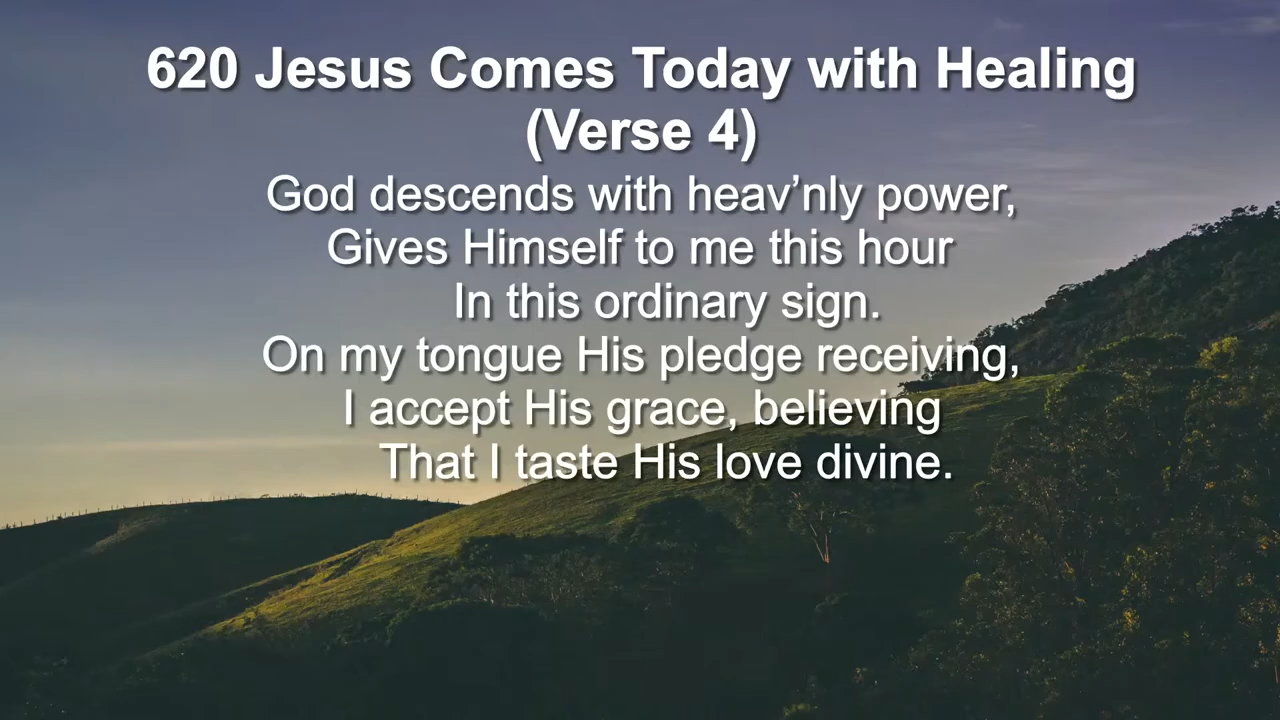 620 Jesus Comes Today with Healing
(Verse 4)
God descends with heav’nly power,
Gives Himself to me this hour
In this ordinary sign.
On my tongue His pledge receiving,
I accept His grace, believing
That I taste His love divine.